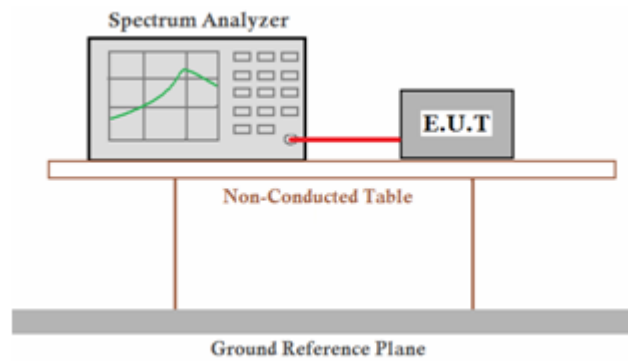 Spectrum Analyzer
E.U.T
Non-Conducted Table
Ground Reference Plane